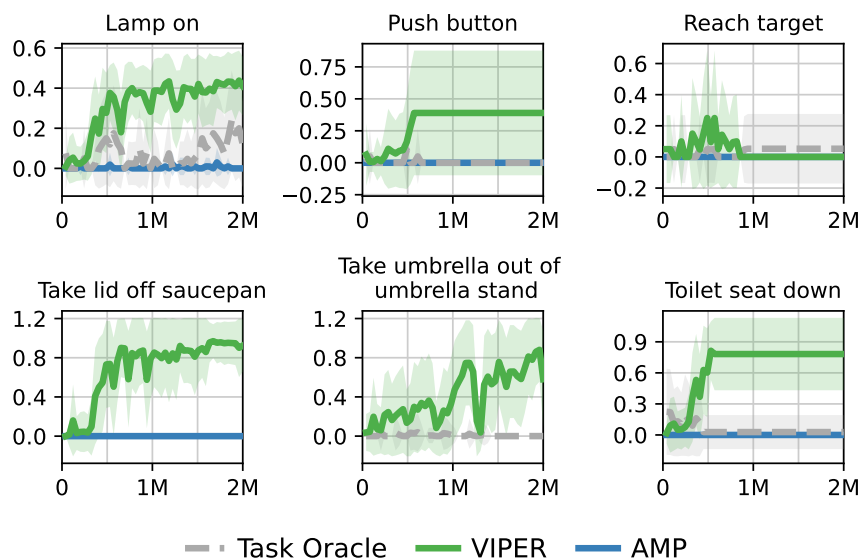 Lamp on
Push button
Reach target
0.6
0.4
0.2
0.0
0
1M
2M
0.75
0.50
0.25
0.00
−0.25
0
1M
2M
0.6
0.4
0.2
0.0
−0.2
0
1M
2M
Take lid off saucepan
Take umbrella out of
umbrella stand
Toilet seat down
1.2
0.8
0.4
0.0
0
1M
2M
1.2
0.8
0.4
0.0
0
1M
2M
0.9
0.6
0.3
0.0
0
1M
2M
Task Oracle
VIPER
AMP